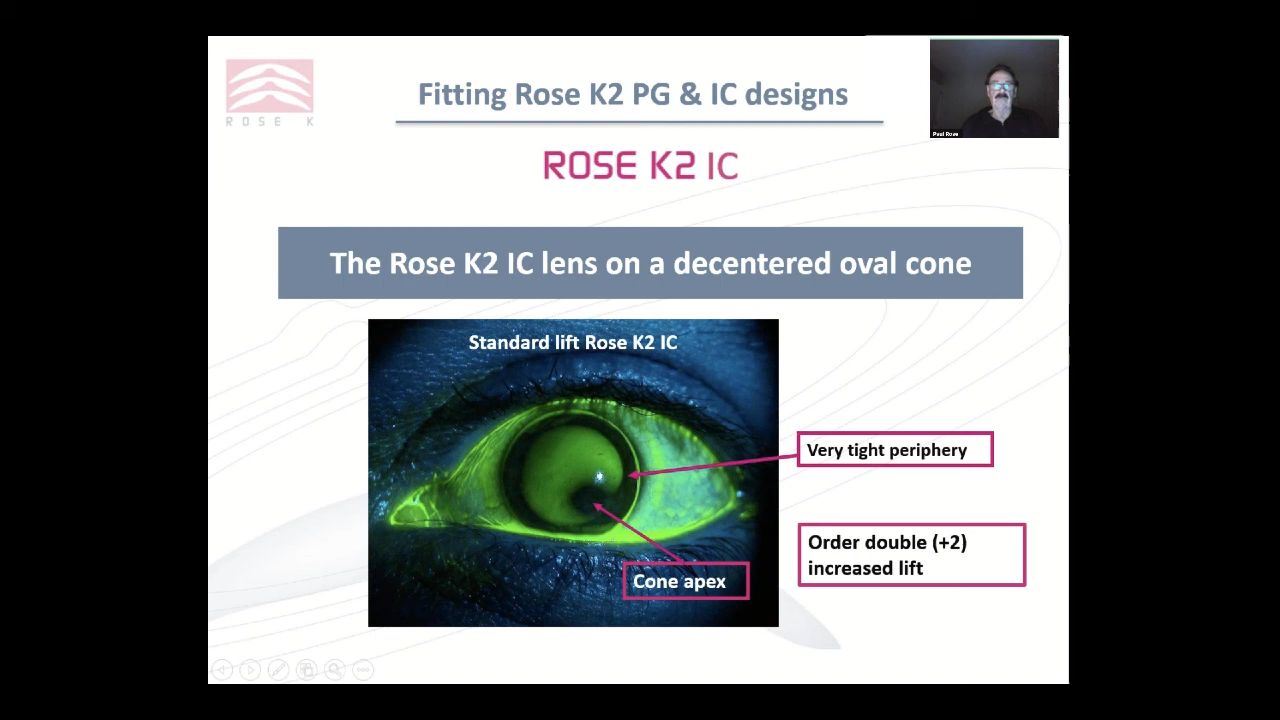 Fitting Rose K2 PG & IC designs
ROSE K
Paul Rose
ROSE K2 IC
The Rose K2 IC lens on a decentered oval cone
Standard lift Rose K2 IC
Very tight periphery
Order double (+2)
increased lift
Cone apex